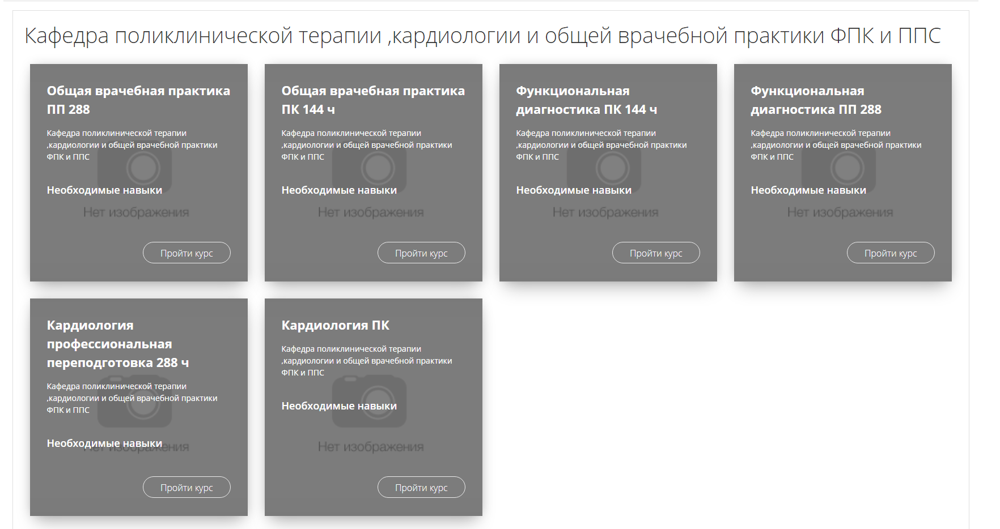 Кафедра поликлинической терапии ,кардиологии и общей врачебной практики ФПК и ППС
Общая врачебная практика
ПП 288
Кафедра поликлинической терапии
,кардиологии и общей врачебной практики
ФПК и ППС
Необходимые навыки
Нет изображения
Пройти курс
Общая врачебная практика
ПК 144 ч
Кафедра поликлинической терапии
,кардиологии и общей врачебной практики
ФПК и ППС
Необходимые навыки
Нет изображения
Пройти курс
Функциональная
диагностика ПК 144 ч
Кафедра поликлинической терапии
,кардиологии и общей врачебной практики
ФПК и ППС
Необходимые навыки
Нет изображения
Пройти курс
Функциональная
диагностика ПП 288
Кафедра поликлинической терапии
,кардиологии и общей врачебной практики
ФПК и ППС
Необходимые навыки
Нет изображения
Пройти курс
Кардиология
профессиональная
переподготовка 288 ч
Кафедра поликлинической терапии
,кардиологии и общей врачебной практики
ФПК и ППС
Необходимые навыки
Нет изображения
Пройти курс
Кардиология ПК
Кафедра поликлинической терапии
,кардиологии и общей врачебной практики
ФПК и ППС
Необходимые навыки
Нет изображения
Пройти курс